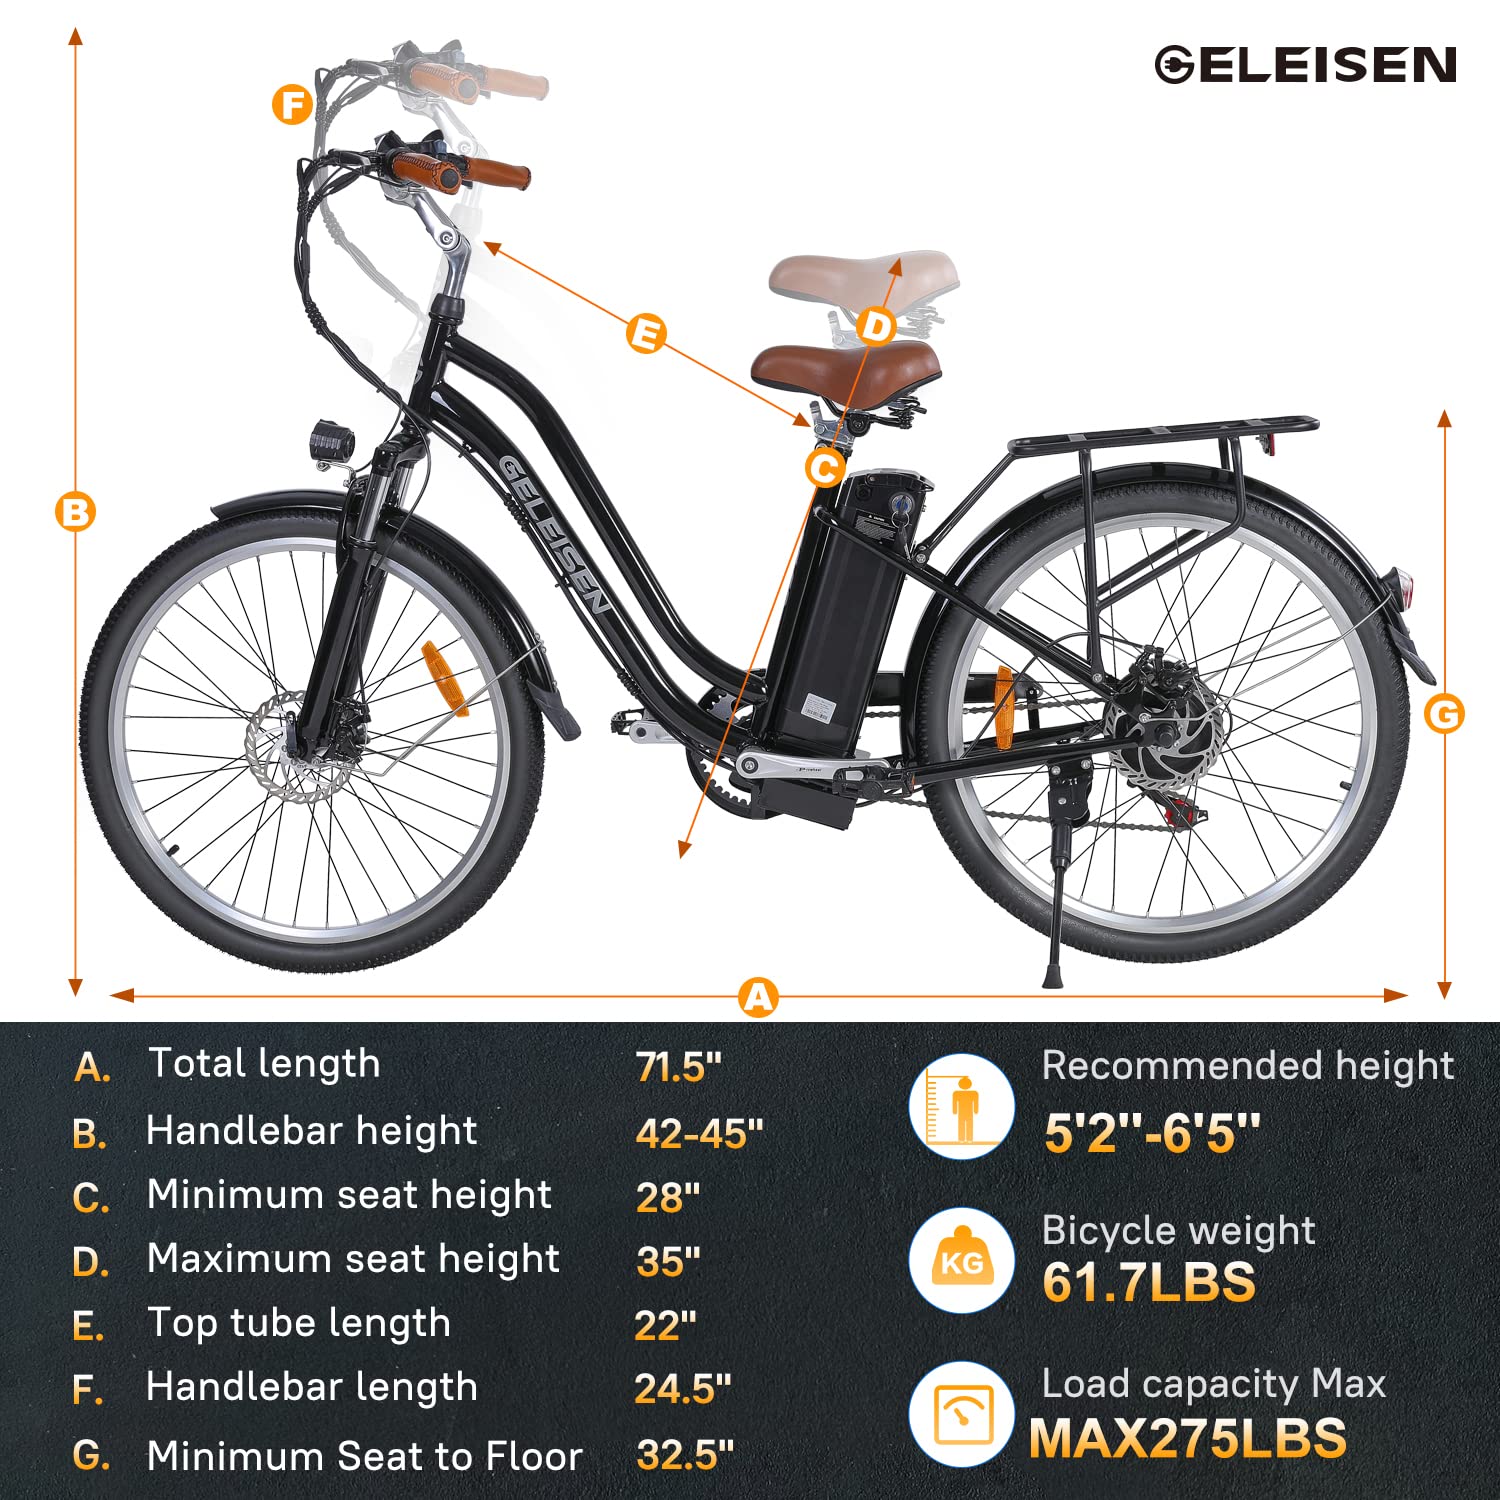 GELEISEN
F
D
E
C
B
GELEISEN
G
A
A. Total length 71.5"
B. Handlebar height 42-45"
C. Minimum seat height 28"
D. Maximum seat height 35"
E. Top tube length 22"
F. Handlebar length 24.5"
G. Minimum Seat to Floor 32.5"
Recommended height
5'2''-6'5''
KG
Bicycle weight
61.7LBS
Load capacity Max
MAX275LBS